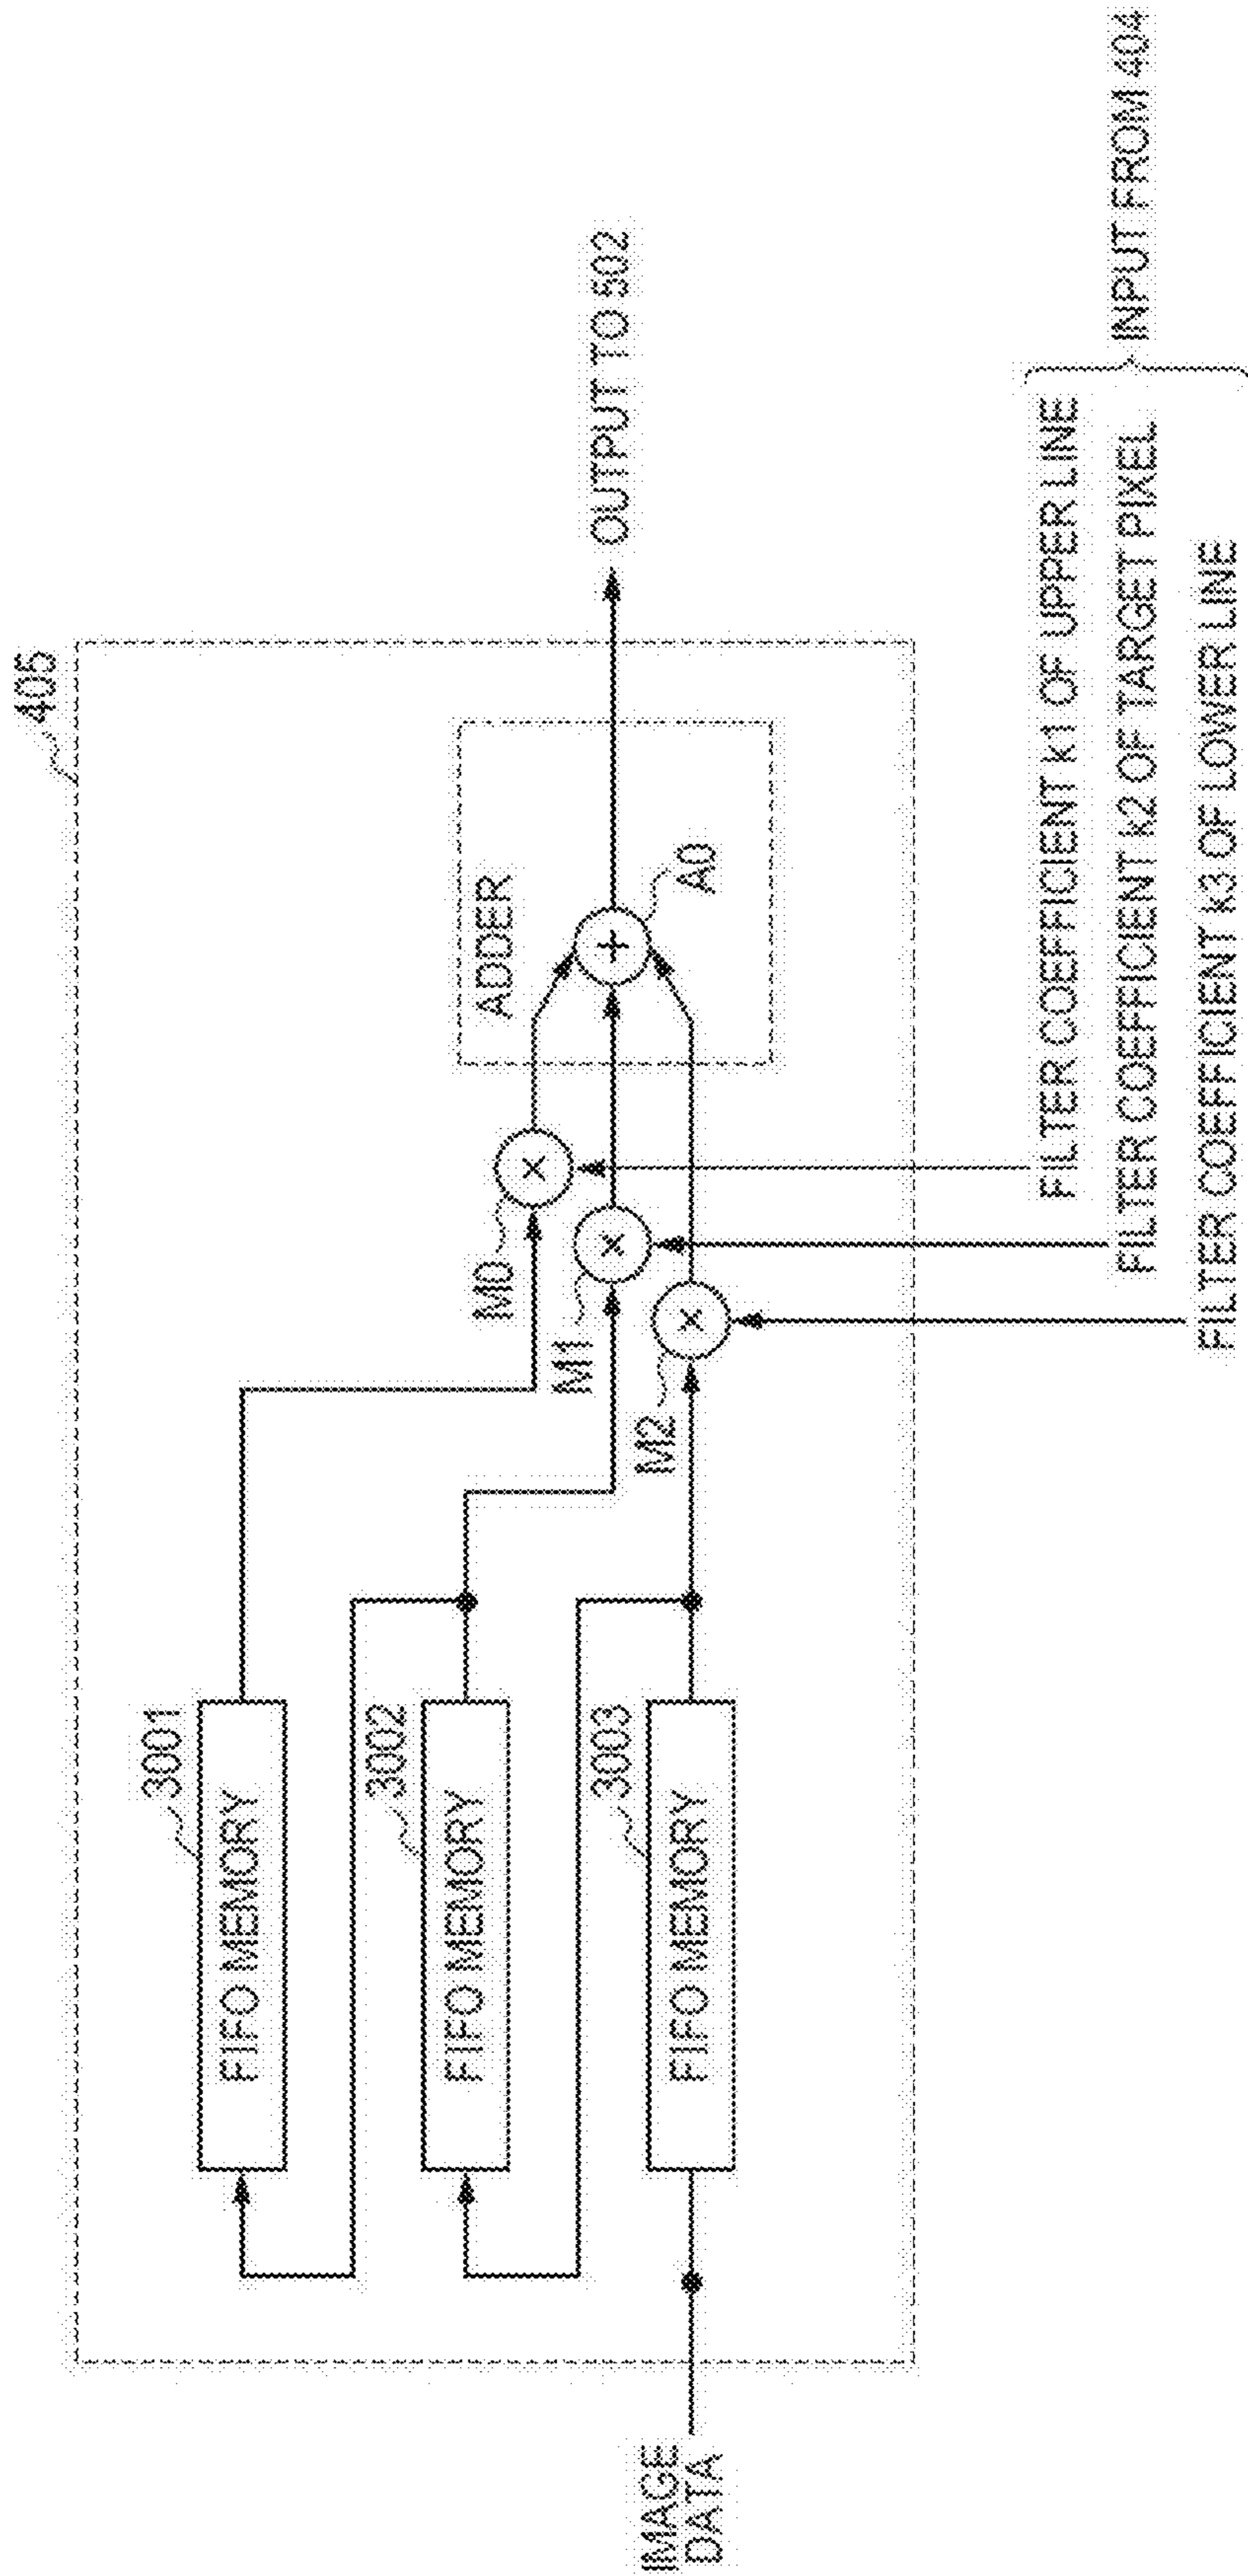 405
3001
FIFO MEMORY
3002
FIFO MEMORY
3003
FIFO MEMORY
IMAGE
DATA
M0
M1
M2
×
×
×
ADDER
+
A0
OUTPUT TO 502
FILTER COEFFICIENT k1 OF UPPER LINE
FILTER COEFFICIENT k2 OF TARGET PIXEL
FILTER COEFFICIENT k3 OF LOWER LINE
INPUT FROM 404